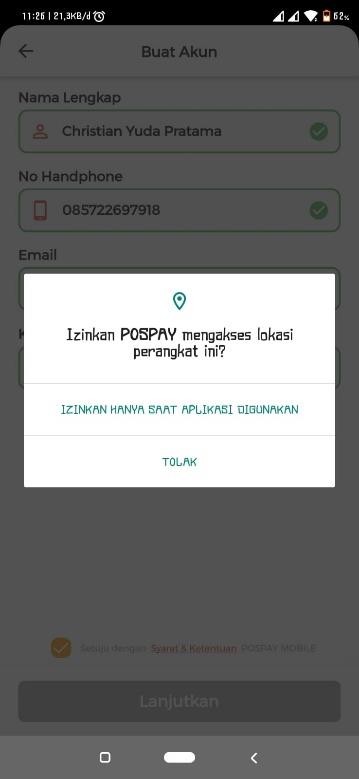 11:26 | 21,3KB/d
62%
Buat Akun
Nama Lengkap
Christian Yuda Pratama
No Handphone
085722697918
Email
K
Izinkan POSPAY mengakses lokasi
perangkat ini?
IZINKAN HANYA SAAT APLIKASI DIGUNAKAN
TOLAK
Setuju dengan Syarat & Ketentuan POSPAY MOBILE
Lanjutkan